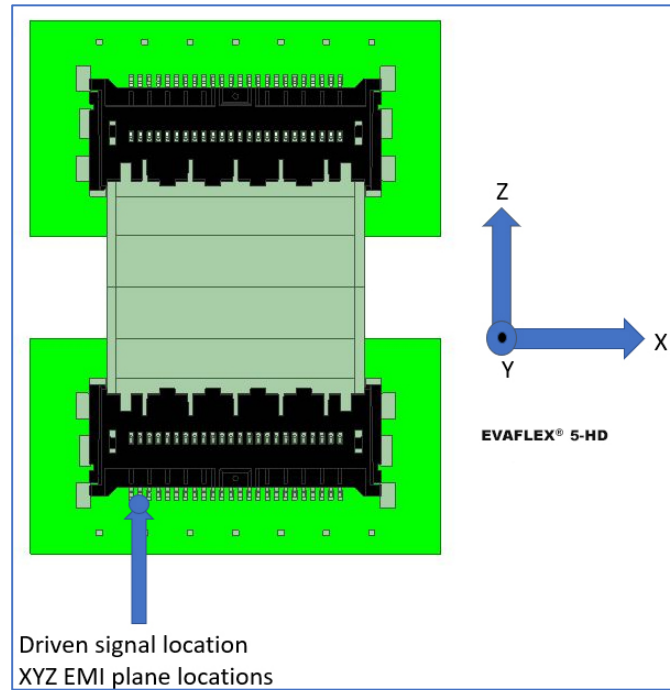 Z
X
Y
EVAFLEX® 5-HD
Driven signal location
XYZ EMI plane locations